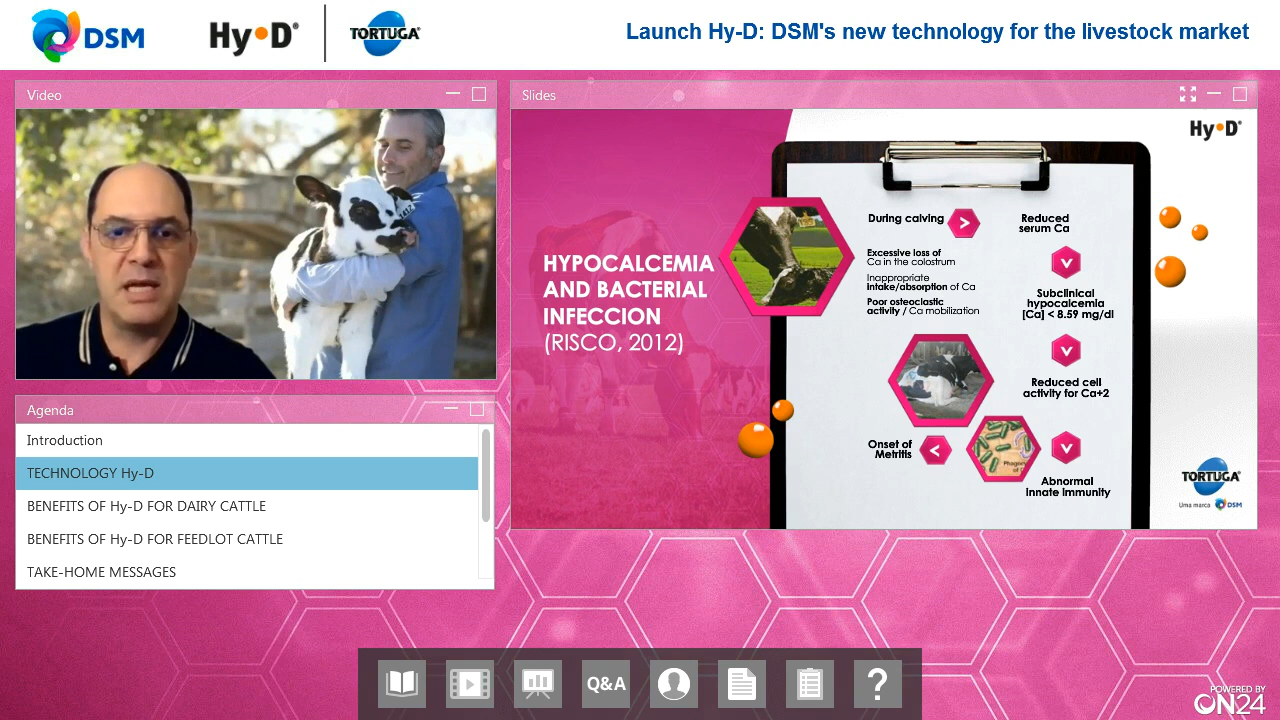 DSM
Hy•D®
TORTUGA®
Launch Hy-D: DSM's new technology for the livestock market
Video
Slides
Hy•D®
HYPOCALCEMIA
AND BACTERIAL
INFECCION
(RISCO, 2012)
During calving
Excessive loss of
Ca in the colostrum
Inappropriate
intake/absorption of Ca
Poor osteoclastic
activity / Ca mobilization
Reduced
serum Ca
Subclinical
hypocalcemia
[Ca] < 8.59 mg/dl
Reduced cell
activity for Ca+2
Abnormal
innate immunity
Onset of
Metritis
TORTUGA®
Uma marca DSM
Agenda
Introduction
TECHNOLOGY Hy-D
BENEFITS OF Hy-D FOR DAIRY CATTLE
BENEFITS OF Hy-D FOR FEEDLOT CATTLE
TAKE-HOME MESSAGES
Q&A
?
POWERED BY
ON24